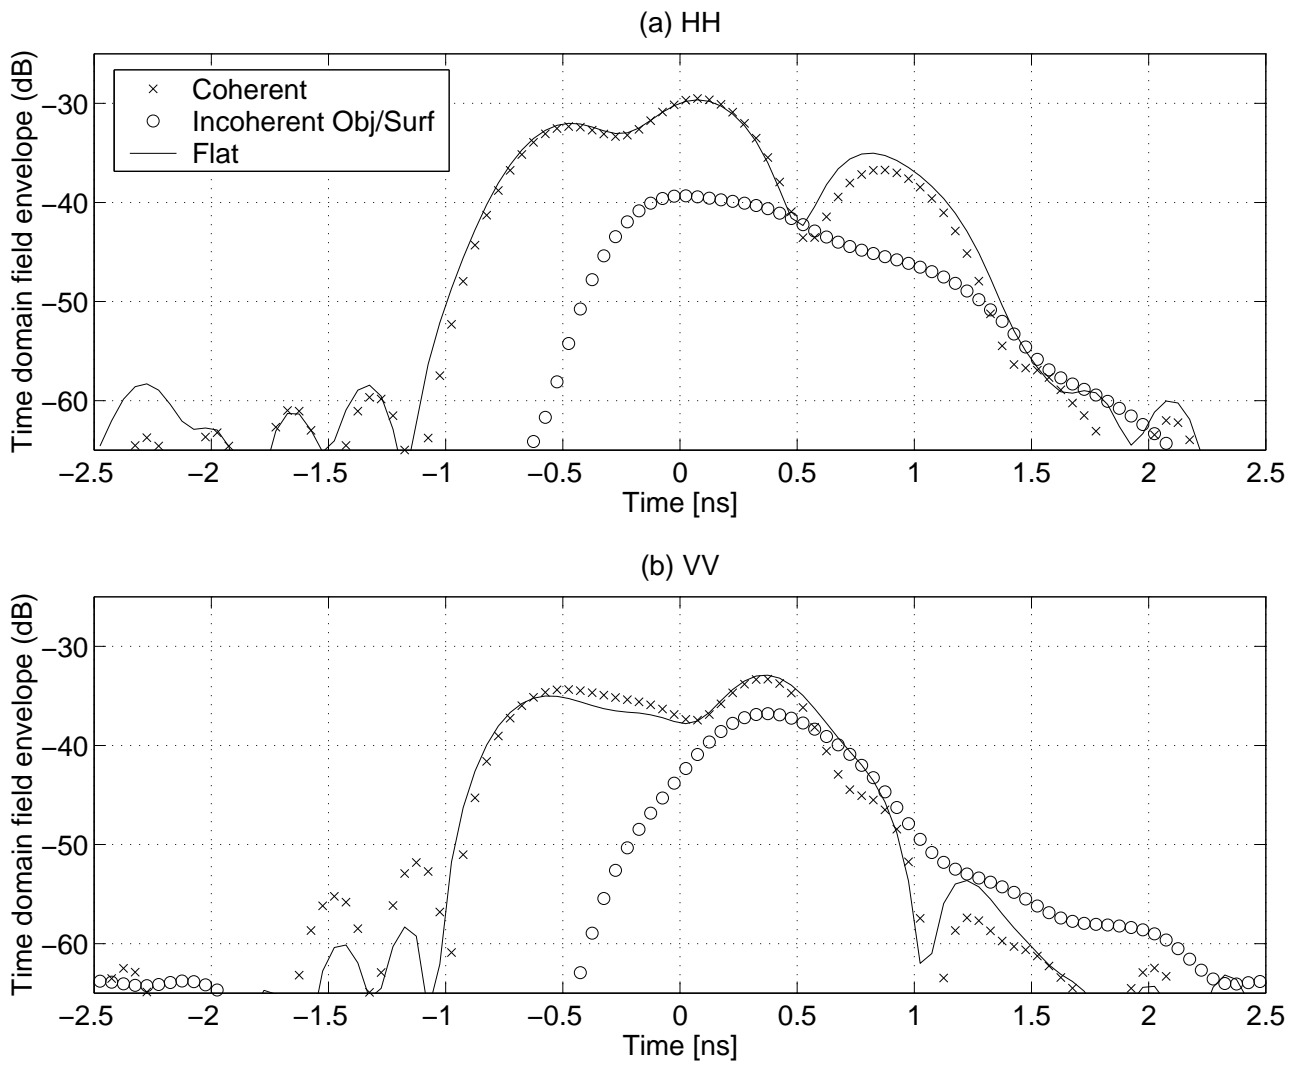 (a) HH
Time domain field envelope (dB)
−30
−40
−50
−60
Coherent
Incoherent Obj/Surf
Flat
−2.5 −2 −1.5 −1 −0.5 0 0.5 1 1.5 2 2.5
Time [ns]
(b) VV
Time domain field envelope (dB)
−30
−40
−50
−60
−2.5 −2 −1.5 −1 −0.5 0 0.5 1 1.5 2 2.5
Time [ns]